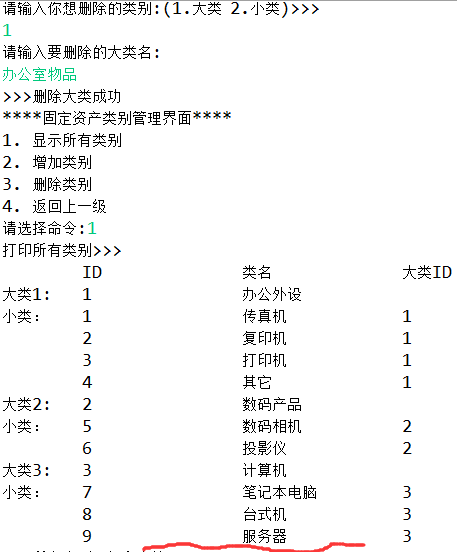 请输入你想删除的类别:(1.大类 2.小类)>>>
1
请输入要删除的大类名:
办公室物品
>>>删除大类成功
****固定资产类别管理界面****
1. 显示所有类别
2. 增加类别
3. 删除类别
4. 返回上一级
请选择命令:1
打印所有类别>>>
ID 类名 大类ID
大类1: 1 办公外设
小类: 1 传真机 1
2 复印机 1
3 打印机 1
4 其它 1
大类2: 2 数码产品
小类: 5 数码相机 2
6 投影仪 2
大类3: 3 计算机
小类: 7 笔记本电脑 3
8 台式机 3
9 服务器 3